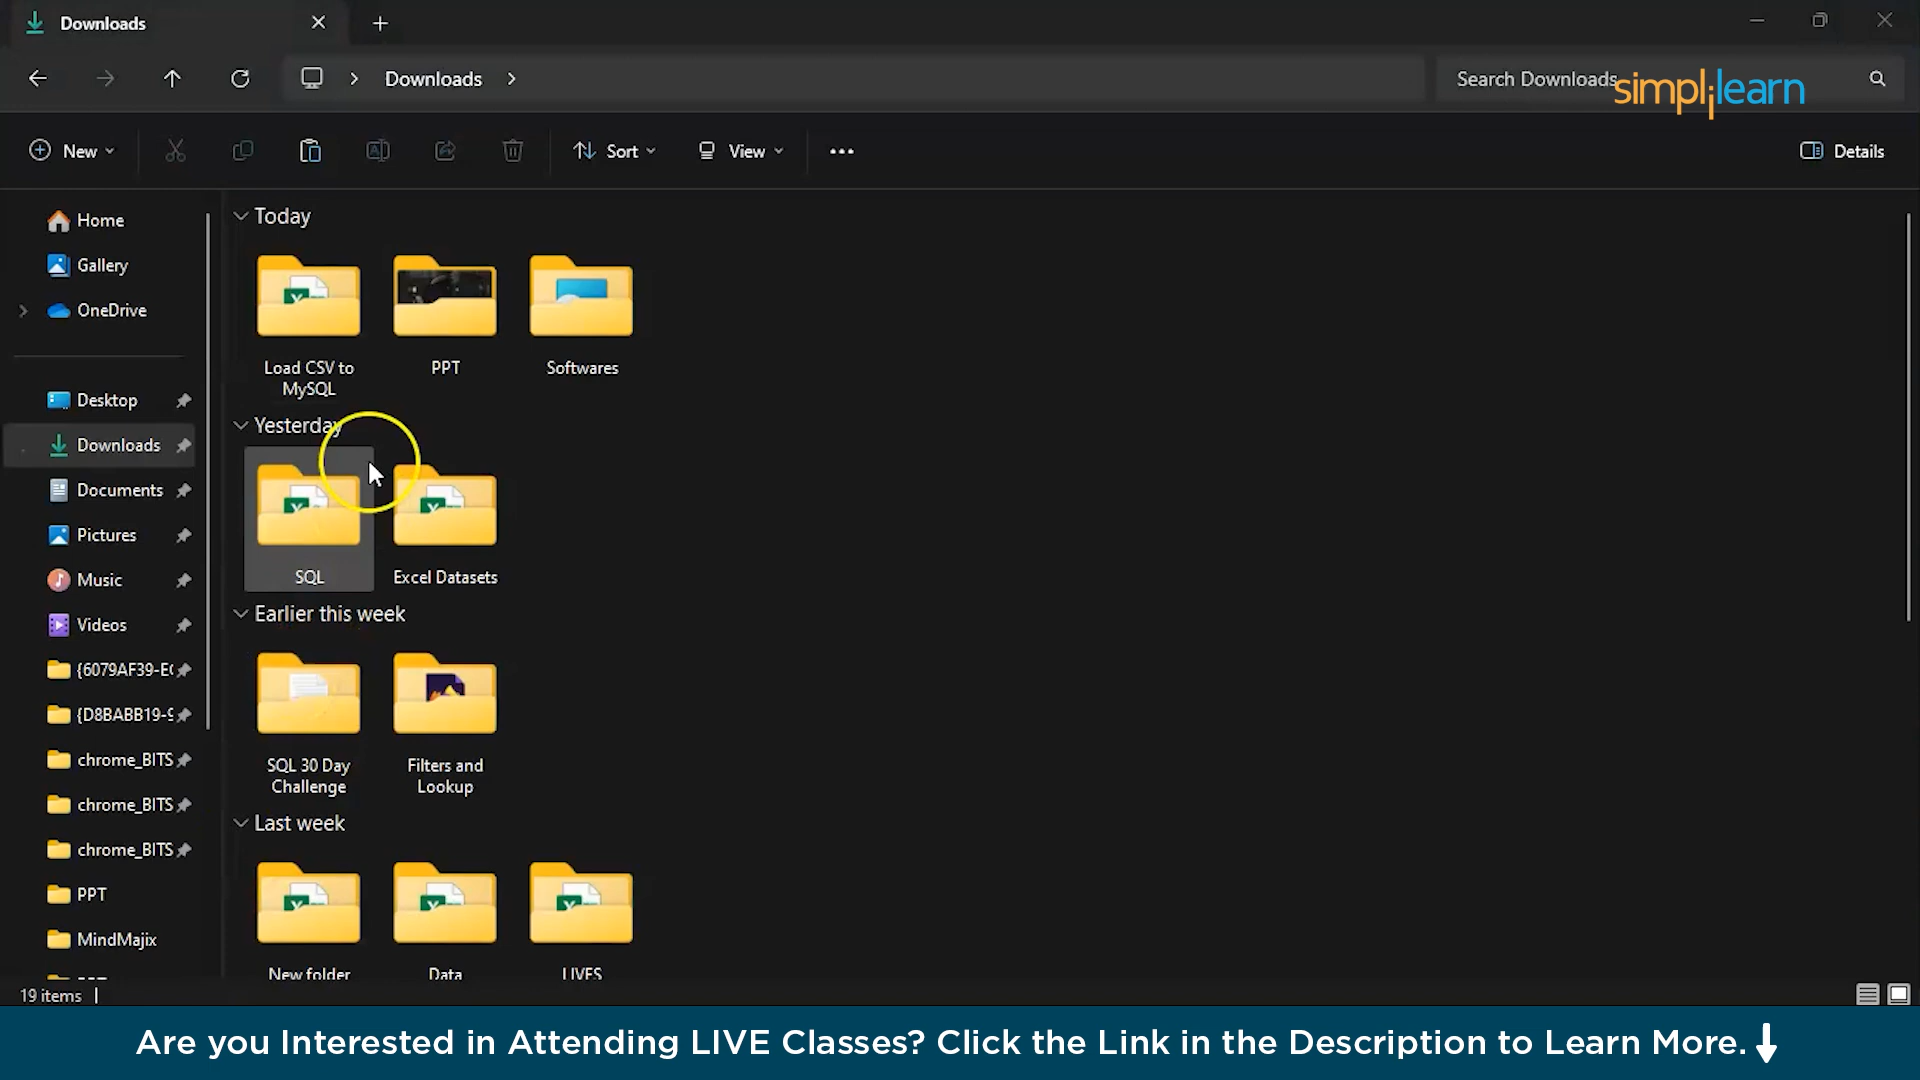 Downloads
Downloads
Search Downloads
simplilearn
New
Sort
View
Details
Home
Gallery
OneDrive
Desktop
Downloads
Documents
Pictures
Music
Videos
{6079AF39-E
{D8BABB19-
chrome_BITS
chrome_BITS
chrome_BITS
PPT
MindMajix
Today
Load CSV to
MySQL
PPT
Softwares
Yesterday
SQL
Excel Datasets
Earlier this week
SQL 30 Day
Challenge
Filters and
Lookup
Last week
New folder
Data
LIVES
19 items
Are you Interested in Attending LIVE Classes? Click the Link in the Description to Learn More.